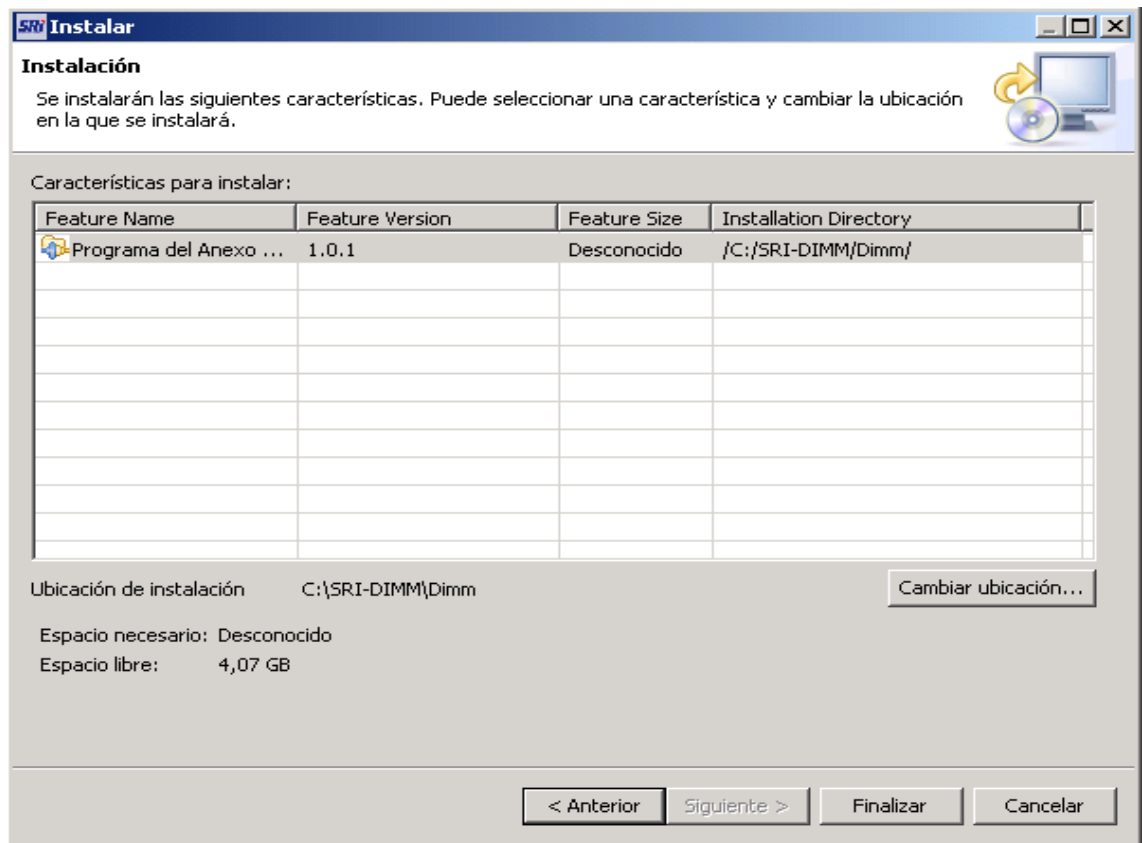 SRi Instalar
Instalación
Se instalarán las siguientes características. Puede seleccionar una característica y cambiar la ubicación
en la que se instalará.
Características para instalar:
Feature Name Feature Version Feature Size Installation Directory
Programa del Anexo ... 1.0.1 Desconocido /C:/SRI-DIMM/Dimm/
Ubicación de instalación C:\SRI-DIMM\Dimm Cambiar ubicación...
Espacio necesario: Desconocido
Espacio libre: 4,07 GB
< Anterior Siguiente > Finalizar Cancelar